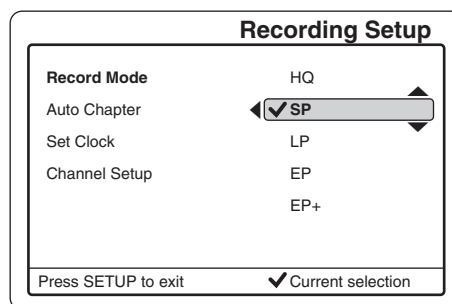 Recording Setup
Record Mode
Auto Chapter
Set Clock
Channel Setup
HQ
✓ SP
LP
EP
EP+
Press SETUP to exit
✓ Current selection